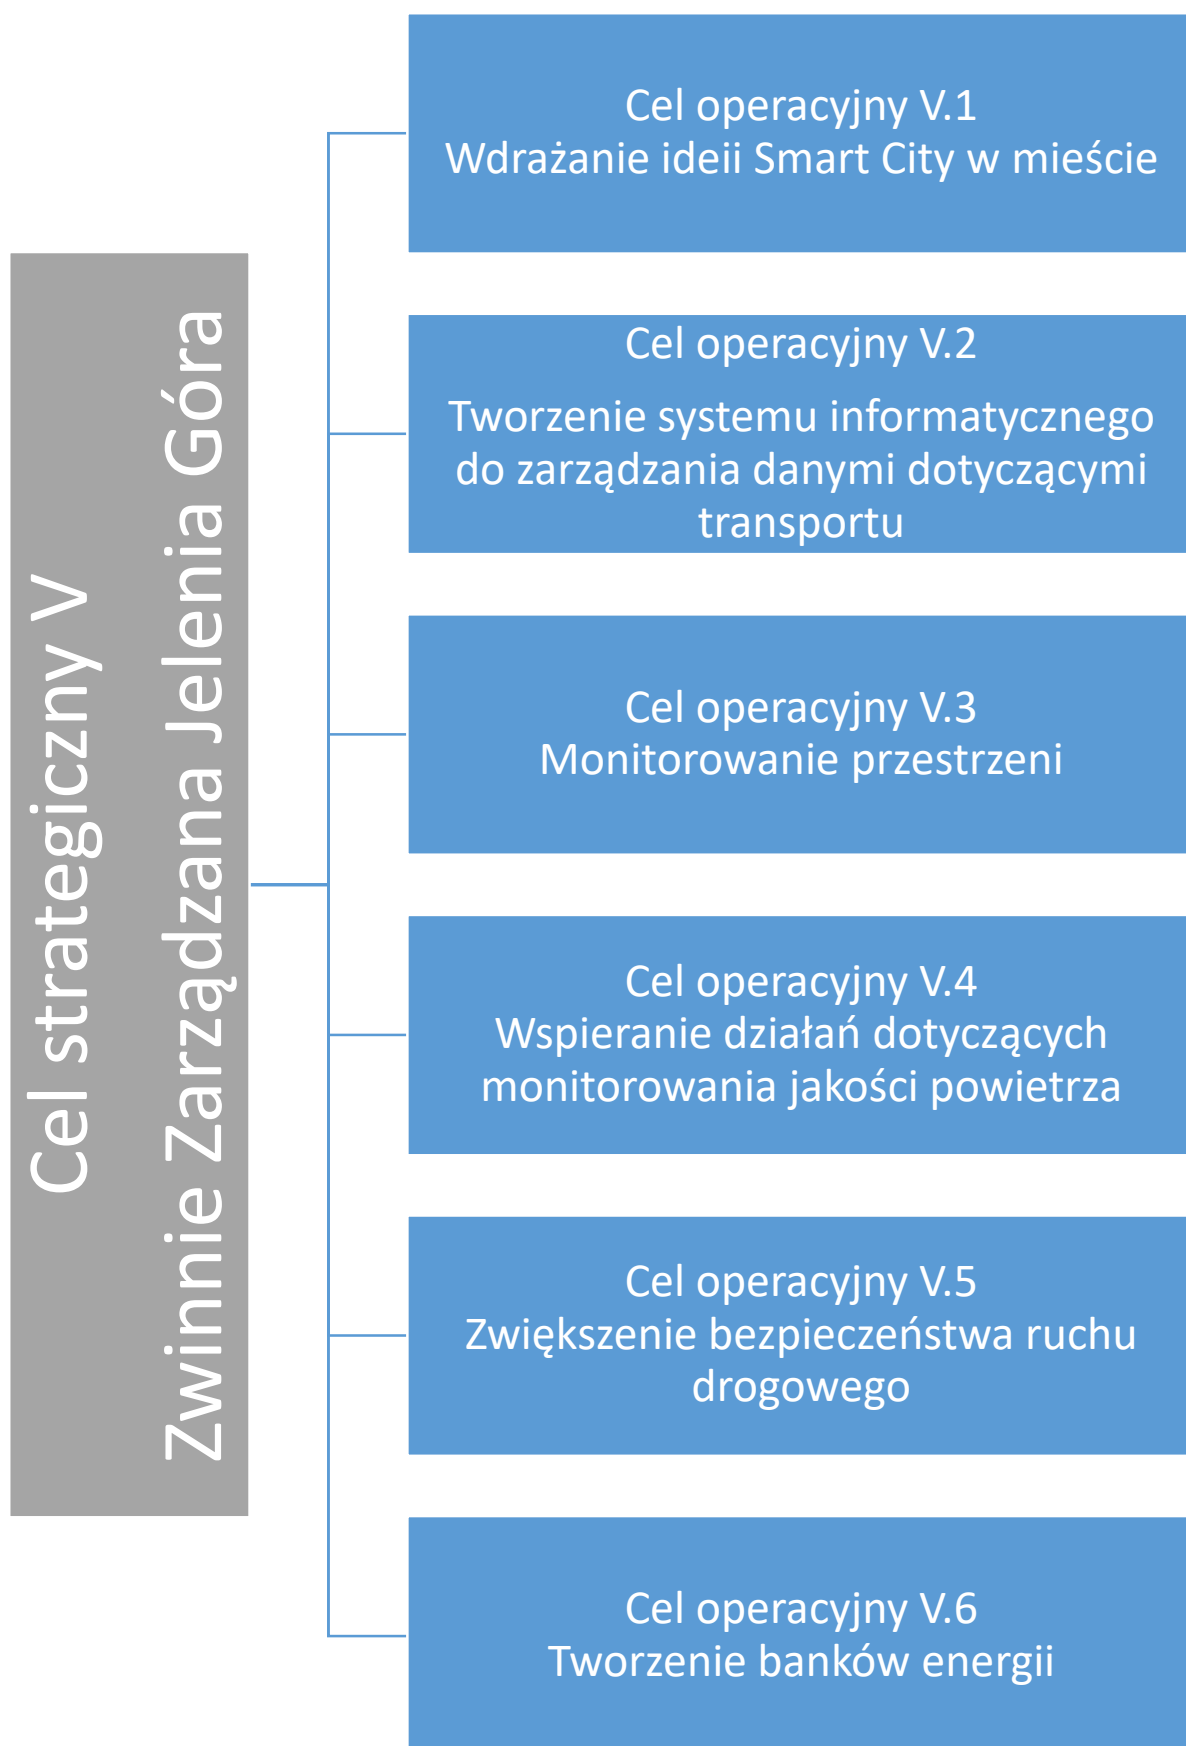 Cel strategiczny V
Zwinnie Zarządzana Jelenia Góra
Cel operacyjny V.1
Wdrażanie ideii Smart City w mieście
Cel operacyjny V.2
Tworzenie systemu informatycznego
do zarządzania danymi dotyczącymi
transportu
Cel operacyjny V.3
Monitorowanie przestrzeni
Cel operacyjny V.4
Wspieranie działań dotyczących
monitorowania jakości powietrza
Cel operacyjny V.5
Zwiększenie bezpieczeństwa ruchu
drogowego
Cel operacyjny V.6
Tworzenie banków energii